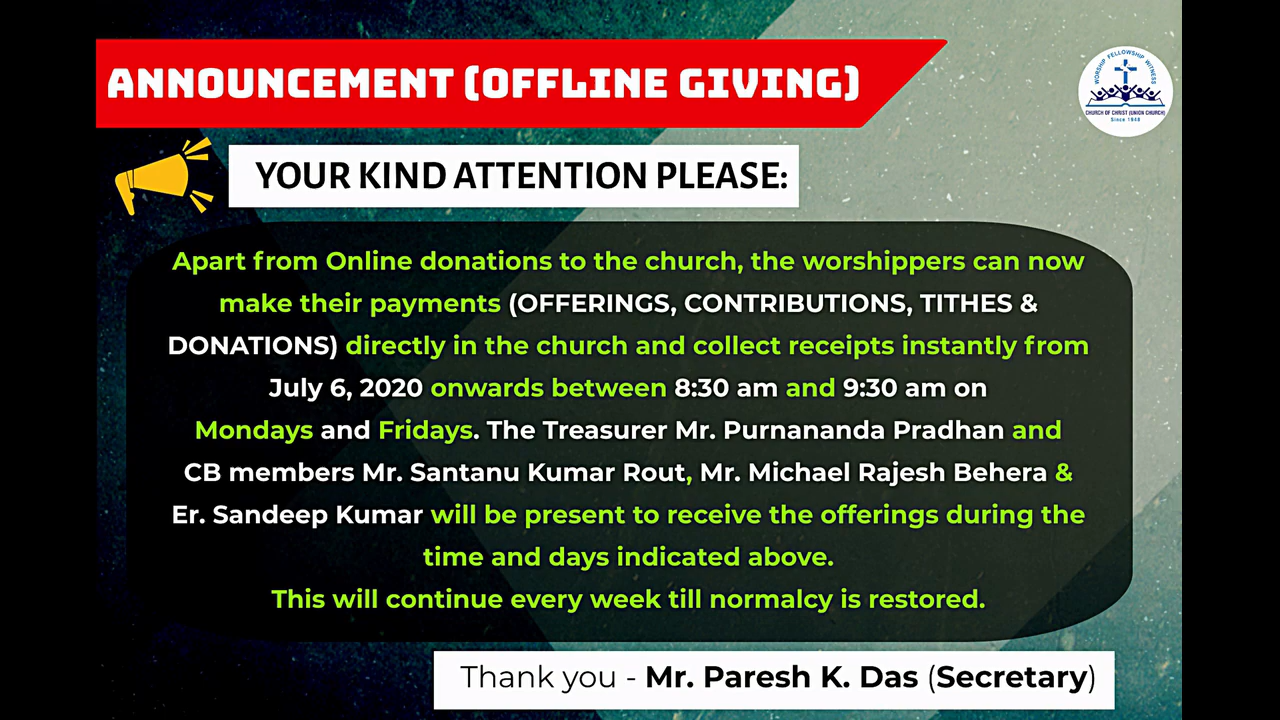 ANNOUNCEMENT (OFFLINE GIVING)
WORSHIP FELLOWSHIP WITNESS
CHURCH OF CHRIST (UNION CHURCH)
Since 1948
YOUR KIND ATTENTION PLEASE:
Apart from Online donations to the church, the worshippers can now
make their payments (OFFERINGS, CONTRIBUTIONS, TITHES &
DONATIONS) directly in the church and collect receipts instantly from
July 6, 2020 onwards between 8:30 am and 9:30 am on
Mondays and Fridays. The Treasurer Mr. Purnananda Pradhan and
CB members Mr. Santanu Kumar Rout, Mr. Michael Rajesh Behera &
Er. Sandeep Kumar will be present to receive the offerings during the
time and days indicated above.
This will continue every week till normalcy is restored.
Thank you - Mr. Paresh K. Das (Secretary)